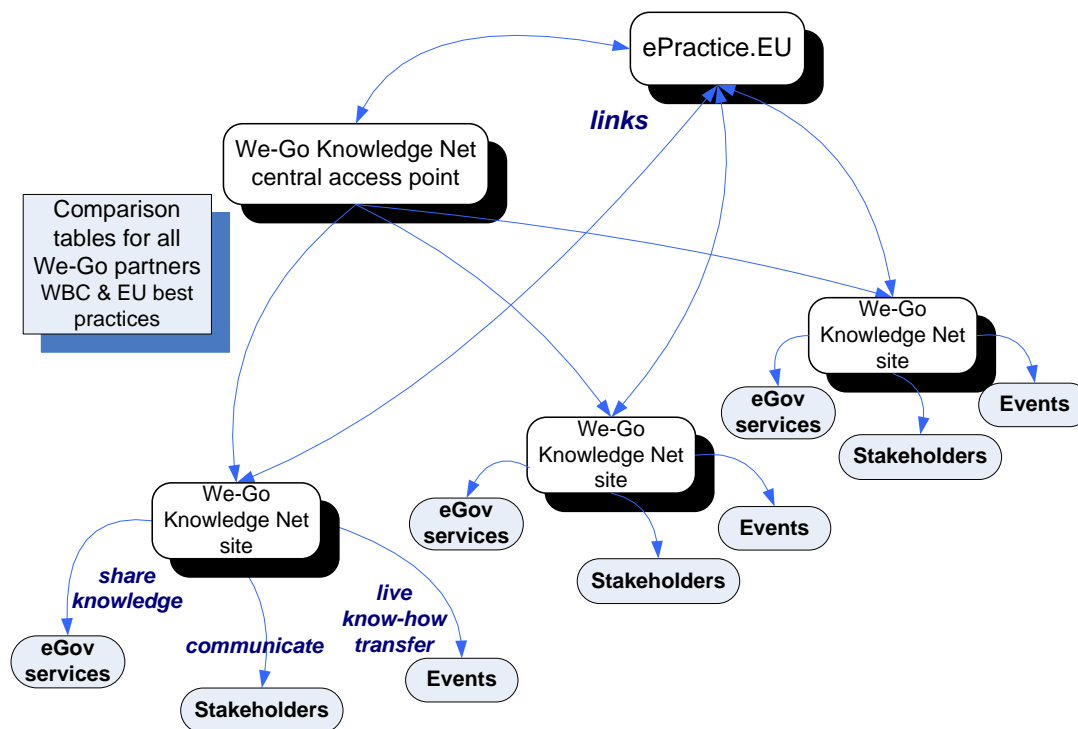 ePractice.EU
links
We-Go Knowledge Net
central access point
Comparison
tables for all
We-Go partners
WBC & EU best
practices
We-Go
Knowledge Net
site
eGov
services
Events
Stakeholders
We-Go
Knowledge Net
site
eGov
services
Events
Stakeholders
We-Go
Knowledge Net
site
share
knowledge
communicate
live
know-how
transfer
eGov
services
Stakeholders
Events